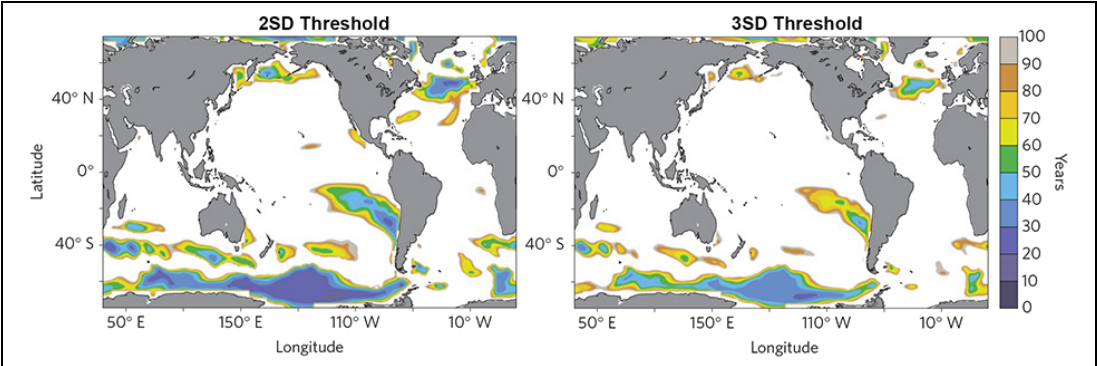 2SD Threshold
3SD Threshold
Latitude
40° N
0°
40° S
50° E
150° E
110° W
10° W
Longitude
40° N
0°
40° S
50° E
150° E
110° W
10° W
Longitude
100
90
80
70
60
50
40
30
20
10
0
Years